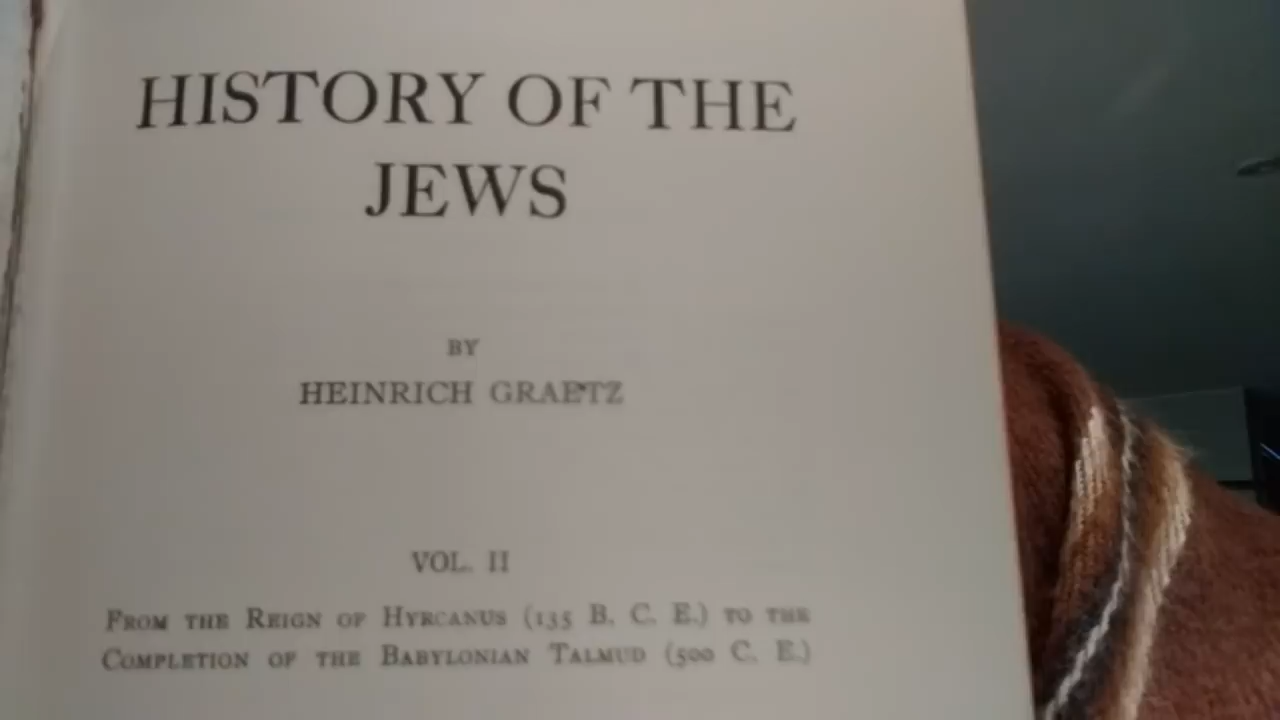 HISTORY OF THE
JEWS
BY
HEINRICH GRAETZ
VOL. II
FROM THE REIGN OF HYRCANUS (135 B. C. E.) TO THE
COMPLETION OF THE BABYLONIAN TALMUD (500 C. E.)